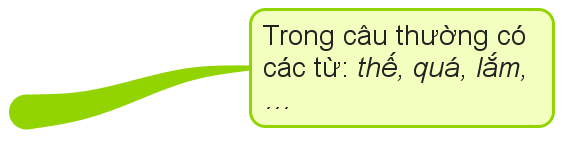 Trong câu thường có
các từ: thế, quá, lắm,
…